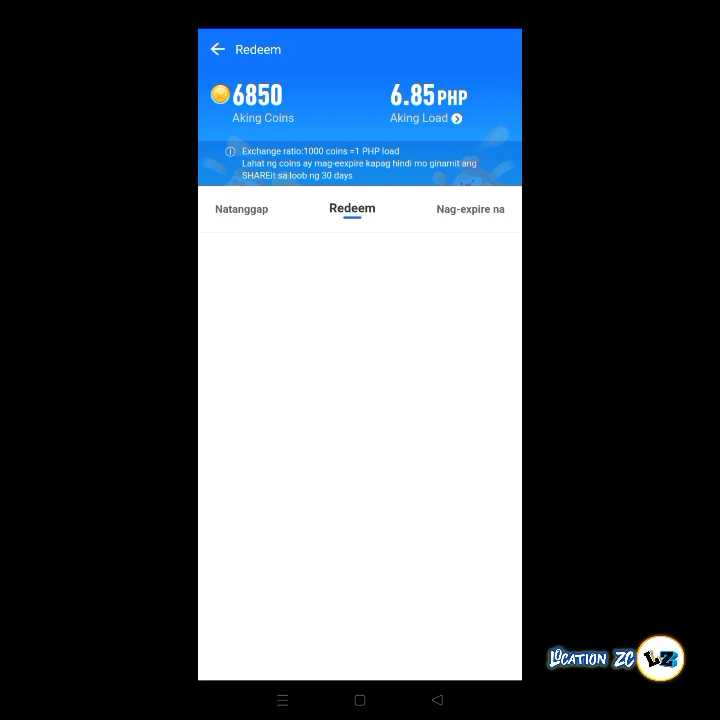 Redeem
6850
6.85PHP
Aking Coins
Aking Load
Exchange ratio:1000 coins =1 PHP load
Lahat ng coins ay mag-eexpire kapag hindi mo ginamit ang
SHAREit sa loob ng 30 days
Natanggap
Redeem
Nag-expire na
LOCATION ZC
LZ